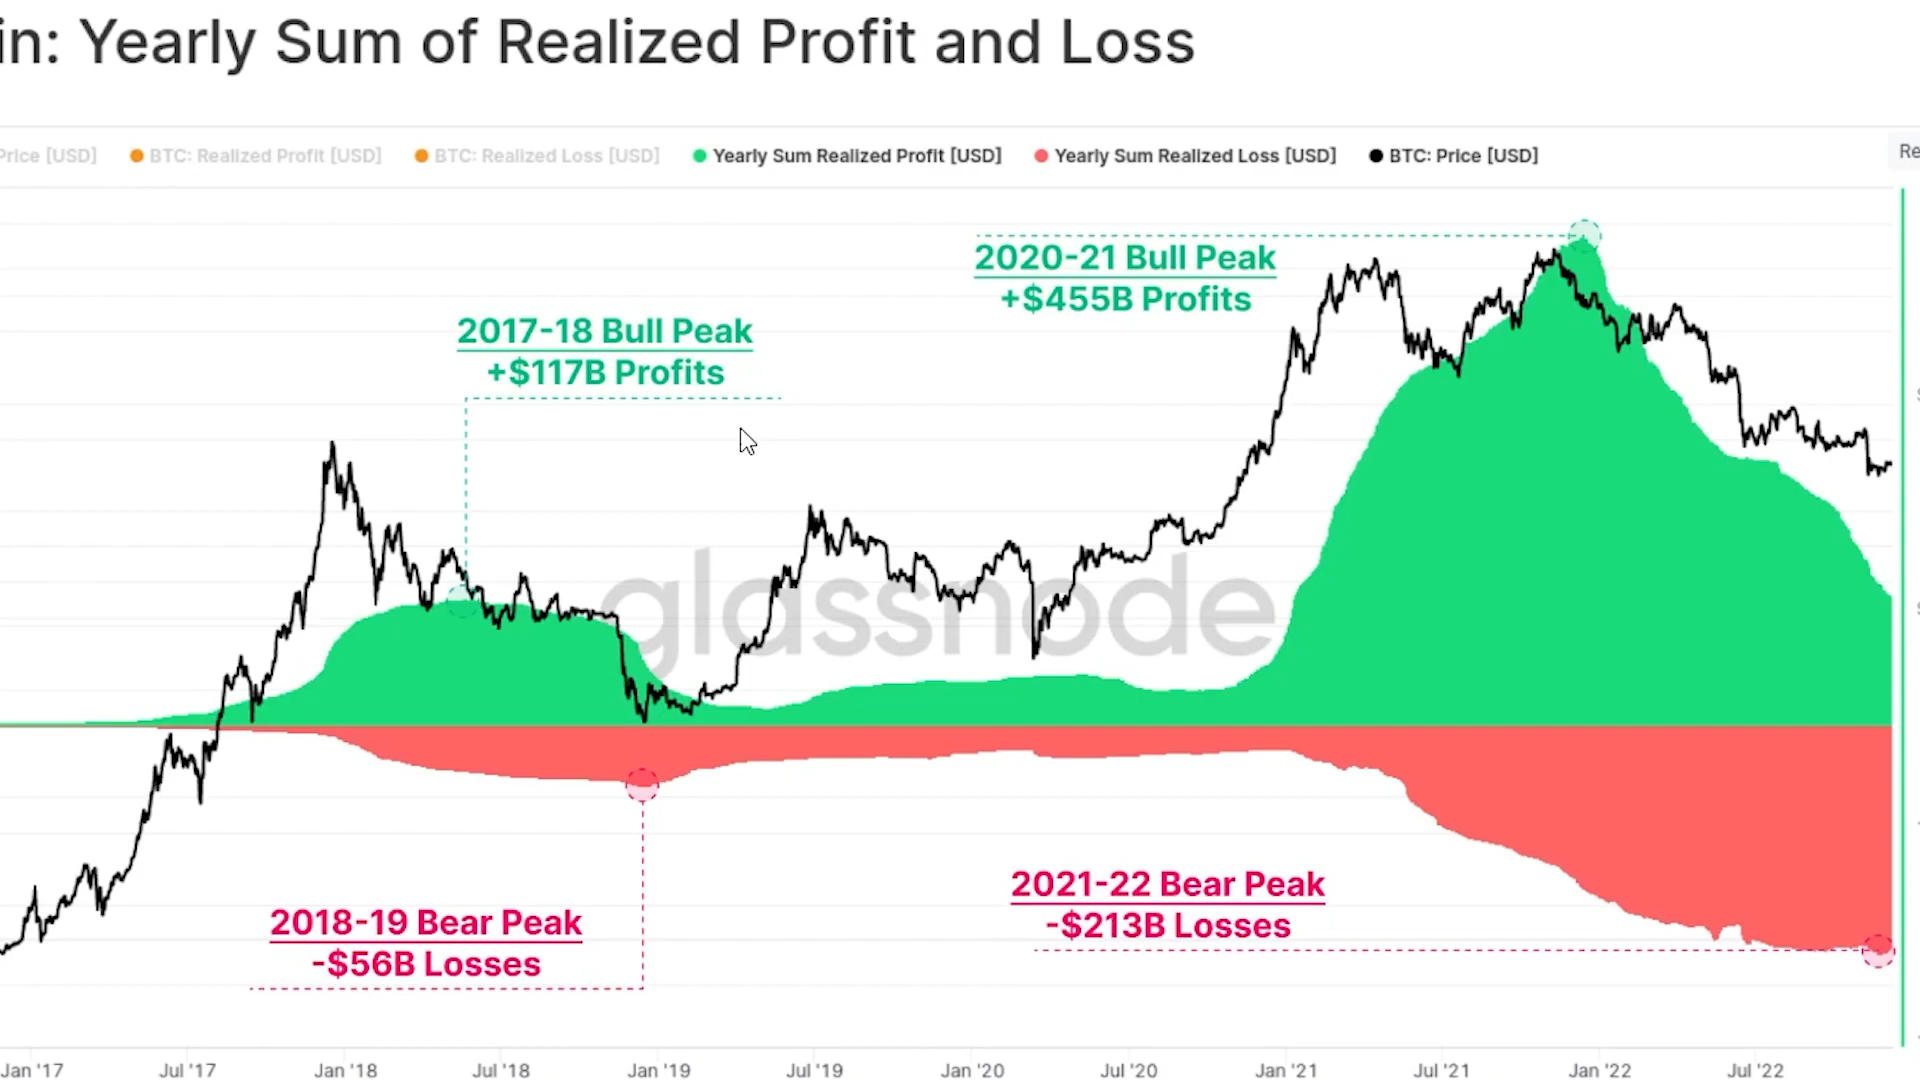 in: Yearly Sum of Realized Profit and Loss
Price [USD] BTC: Realized Profit [USD] BTC: Realized Loss [USD] Yearly Sum Realized Profit [USD] Yearly Sum Realized Loss [USD] BTC: Price [USD] Re
2020-21 Bull Peak
+$455B Profits
2017-18 Bull Peak
+$117B Profits
glassnode
2021-22 Bear Peak
-$213B Losses
2018-19 Bear Peak
-$56B Losses
Jan '17 Jul '17 Jan '18 Jul '18 Jan '19 Jul '19 Jan '20 Jul '20 Jan '21 Jul '21 Jan '22 Jul '22